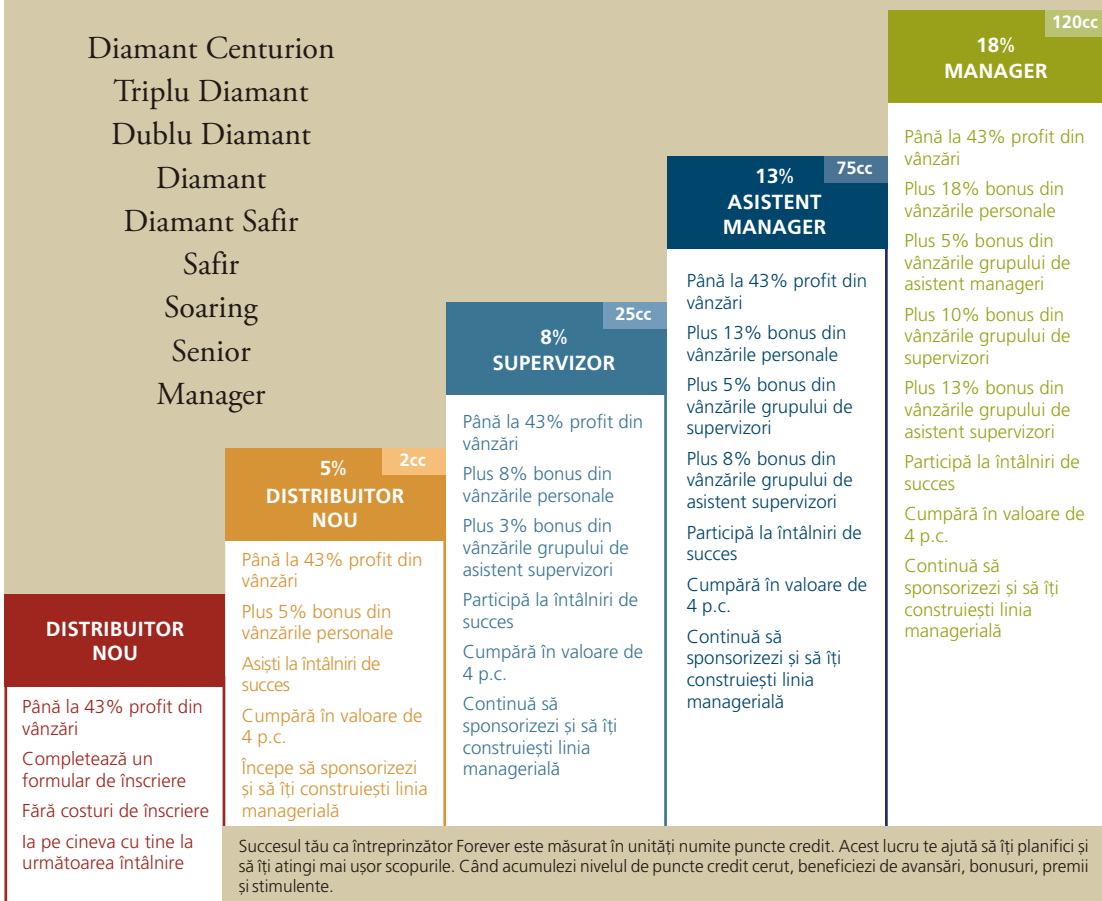 Diamant Centurion
Triplu Diamant
Dublu Diamant
Diamant
Diamant Safir
Safir
Soaring
Senior
Manager
DISTRIBUITOR
NOU
Până la 43% profit din
vânzări
Completează un
formular de înscriere
Fără costuri de înscriere
Ia pe cineva cu tine la
următoarea întâlnire
2cc
5%
DISTRIBUITOR
NOU
Până la 43% profit din
vânzări
Plus 5% bonus din
vânzările personale
Asiști la întâlniri de
succes
Cumpără în valoare de
4 p.c.
Începe să sponsorizezi
și să îți construiești linia
managerială
25cc
8%
SUPERVIZOR
Până la 43% profit din
vânzări
Plus 8% bonus din
vânzările personale
Plus 3% bonus din
vânzările grupului de
asistent supervizori
Participă la întâlniri de
succes
Cumpără în valoare de
4 p.c.
Continuă să
sponsorizezi și să îți
construiești linia
managerială
75cc
13%
ASISTENT
MANAGER
Până la 43% profit din
vânzări
Plus 13% bonus din
vânzările personale
Plus 5% bonus din
vânzările grupului de
supervizori
Plus 8% bonus din
vânzările grupului de
asistent supervizori
Participă la întâlniri de
succes
Cumpără în valoare de
4 p.c.
Continuă să
sponsorizezi și să îți
construiești linia
managerială
120cc
18%
MANAGER
Până la 43% profit din
vânzări
Plus 18% bonus din
vânzările personale
Plus 5% bonus din
vânzările grupului de
asistent manageri
Plus 10% bonus din
vânzările grupului de
supervizori
Plus 13% bonus din
vânzările grupului de
asistent supervizori
Participă la întâlniri de
succes
Cumpără în valoare de
4 p.c.
Continuă să
sponsorizezi și să îți
construiești linia
managerială
Succesul tău ca întreprinzător Forever este măsurat în unități numite puncte credit. Acest lucru te ajută să îți planifici și
să îți atingi mai ușor scopurile. Când acumulezi nivelul de puncte credit cerut, beneficiezi de avansări, bonusuri, premii
și stimulente.